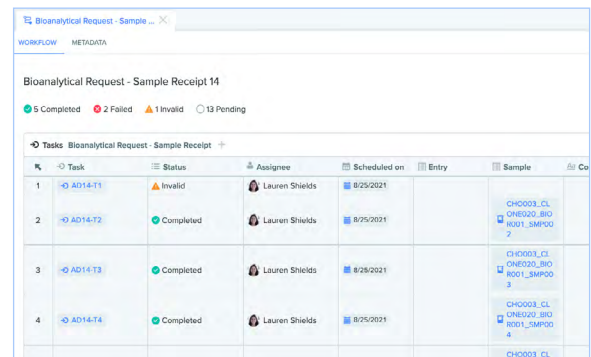 Bioanalytical Request - Sample ...
WORKFLOW METADATA
Bioanalytical Request - Sample Receipt 14
5 Completed 2 Failed 1 Invalid 13 Pending
Tasks Bioanalytical Request - Sample Receipt +
Task Status Assignee Scheduled on Entry Sample Co
1 AD14-T1 Invalid Lauren Shields 8/25/2021
2 AD14-T2 Completed Lauren Shields 8/25/2021
CHO003_CL
ONE020_BIO
R001_SMP00
2
3 AD14-T3 Completed Lauren Shields 8/25/2021
CHO003_CL
ONE020_BIO
R001_SMP00
3
4 AD14-T4 Completed Lauren Shields 8/25/2021
CHO003_CL
ONE020_BIO
R001_SMP00
4
CHO003_CL